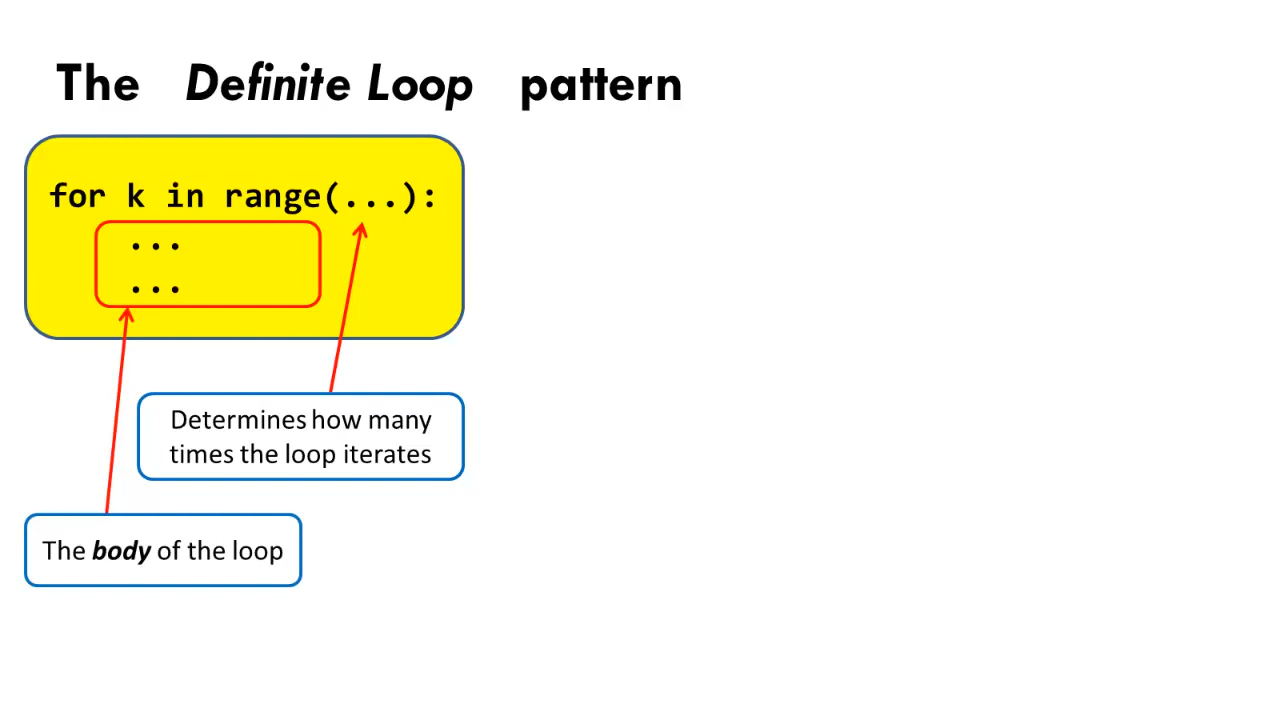 The Definite Loop pattern
for k in range(...):
...
...
Determines how many
times the loop iterates
The body of the loop